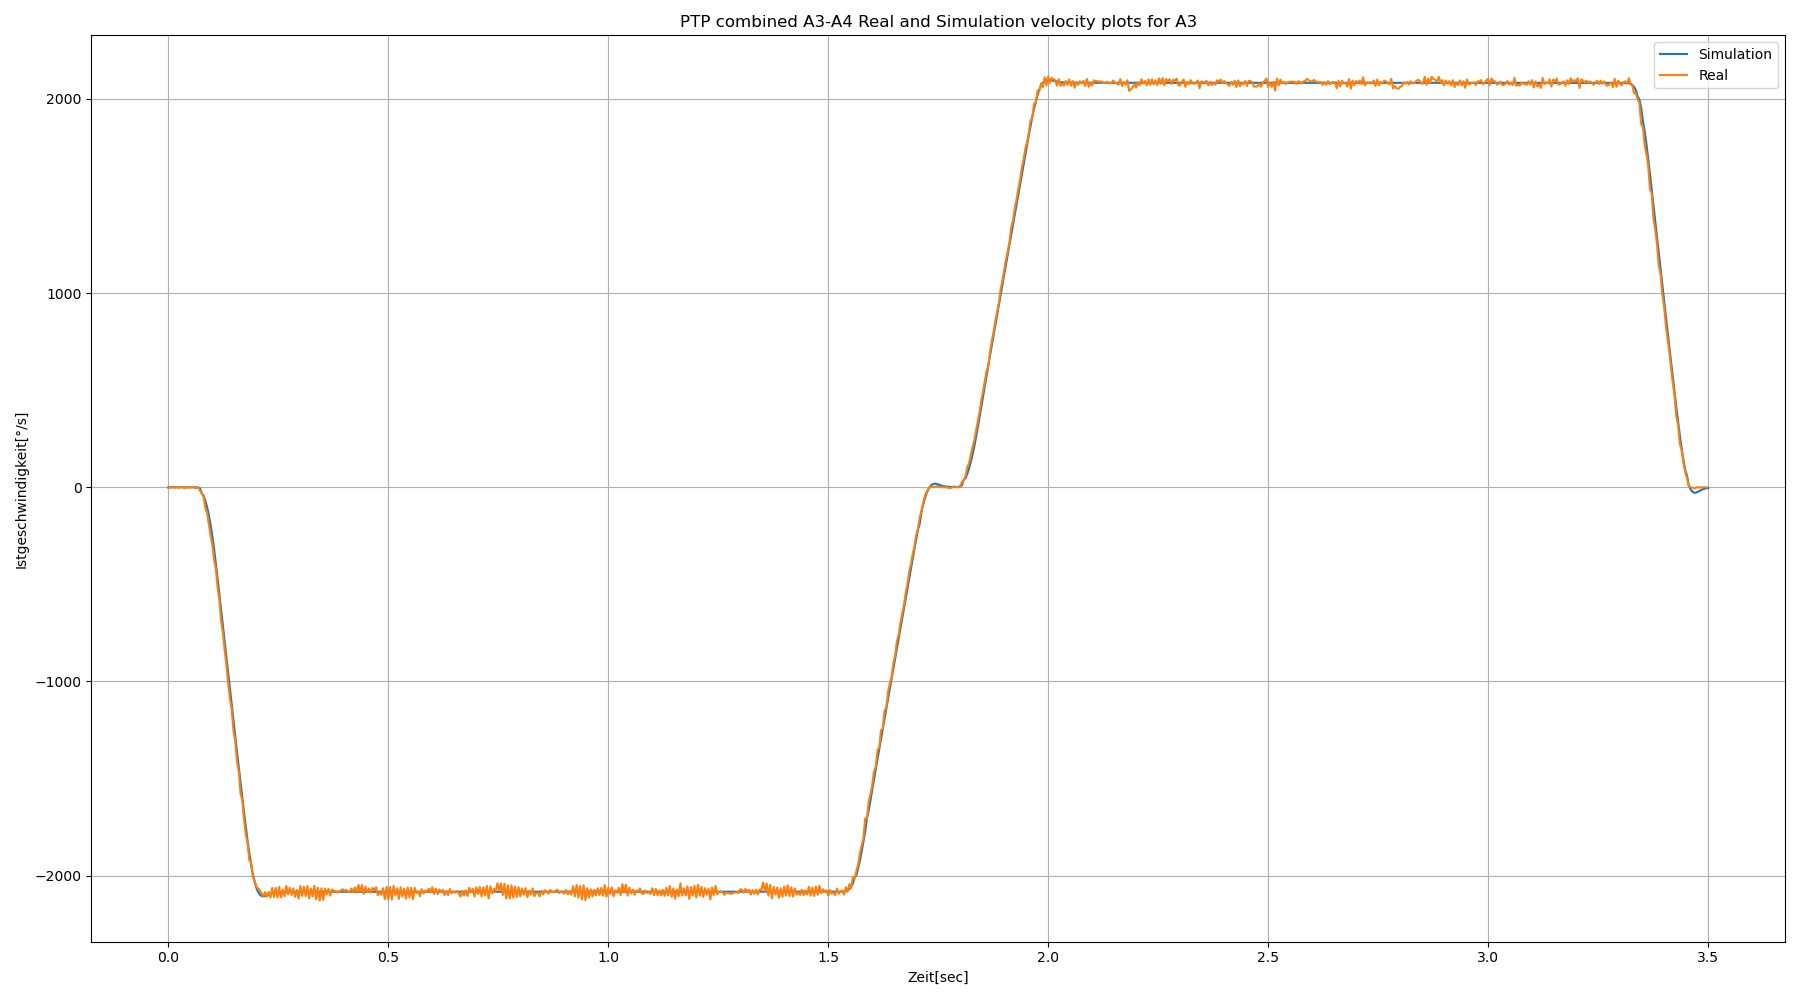 PTP combined A3-A4 Real and Simulation velocity plots for A3
Simulation
Real
2000
1000
0
−1000
−2000
Istgeschwindigkeit[°/s]
0.0 0.5 1.0 1.5 2.0 2.5 3.0 3.5
Zeit[sec]